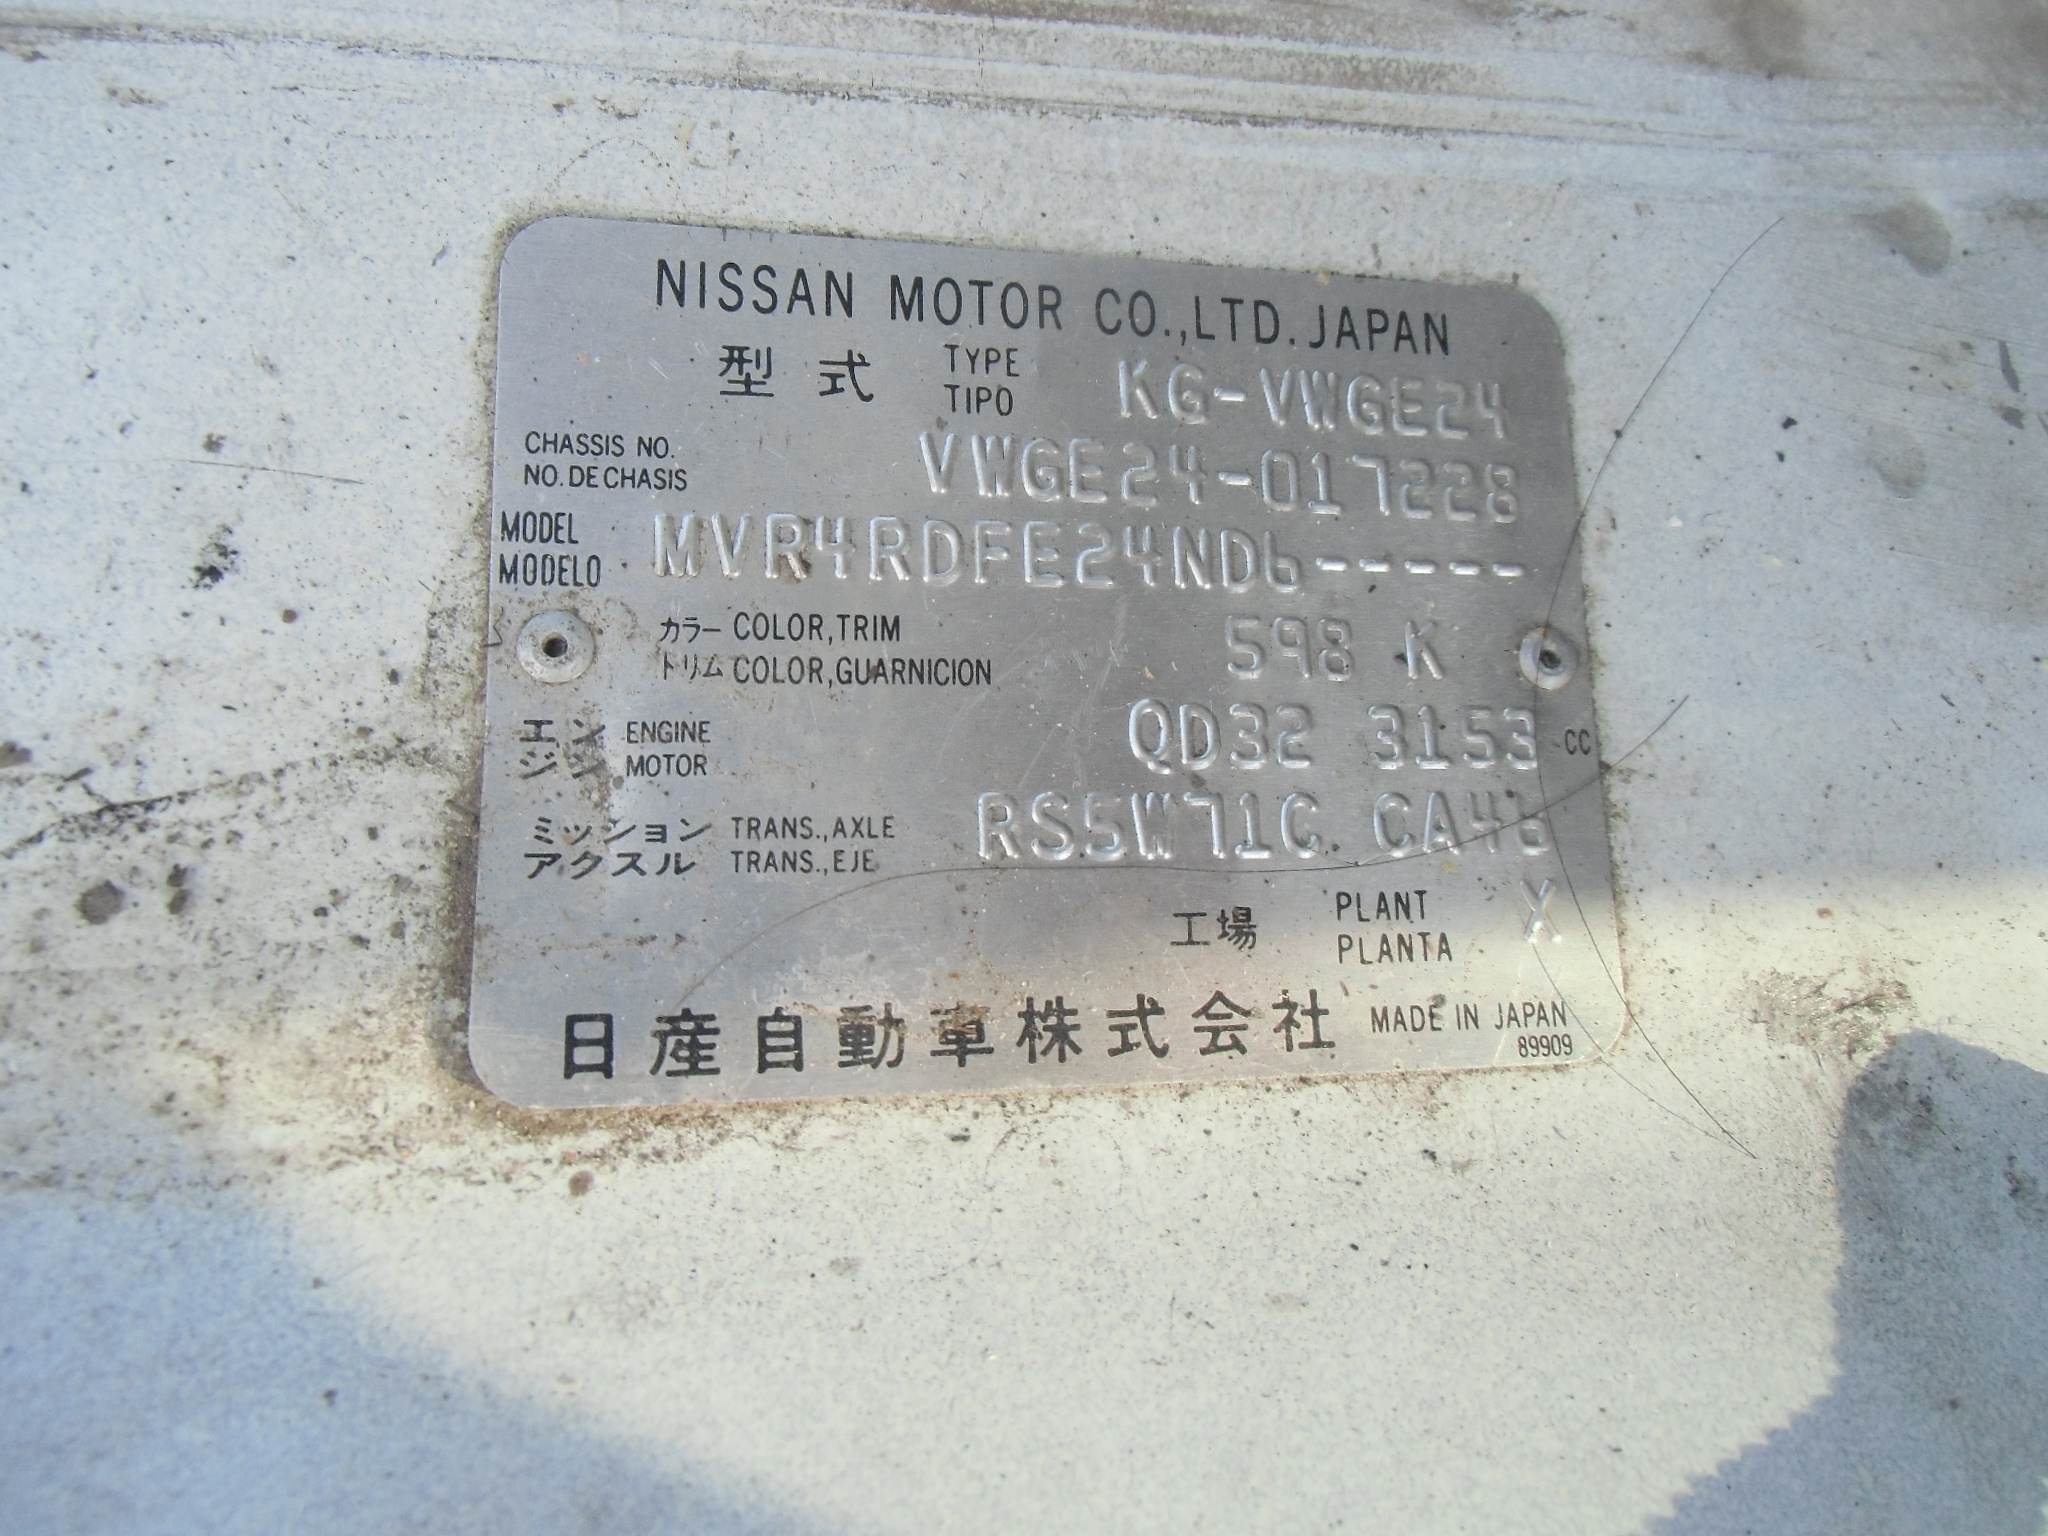 NISSAN MOTOR CO.,LTD.JAPAN
型式 TYPE KG-VWGE24
TIPO
CHASSIS NO. VWGE24-017228
NO. DE CHASIS
MODEL MVR4RDFE24ND6-----
MODELO
カラー COLOR,TRIM 598 K
トリム COLOR,GUARNICION
エン ENGINE QD32 3153 CC
ジン MOTOR
ミッション TRANS.,AXLE RS5W71C CA46
アクスル TRANS.,EJE
工場 PLANT X
PLANTA
日産自動車株式会社 MADE IN JAPAN
89909